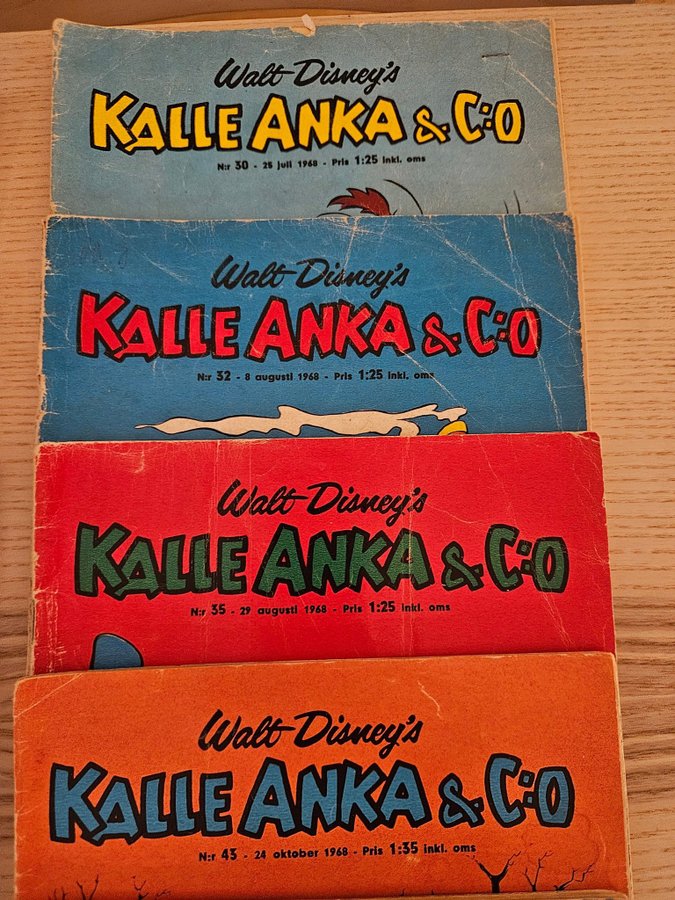 Walt Disney's
KALLE ANKA & C:O
N:r 30 - 25 juli 1968 - Pris 1:25 inkl. oms
Walt Disney's
KALLE ANKA & C:O
N:r 32 - 8 augusti 1968 - Pris 1:25 inkl. oms
Walt Disney's
KALLE ANKA & C:O
N:r 35 - 29 augusti 1968 - Pris 1:25 inkl. oms
Walt Disney's
KALLE ANKA & C:O
N:r 43 - 24 oktober 1968 - Pris 1:35 inkl. oms